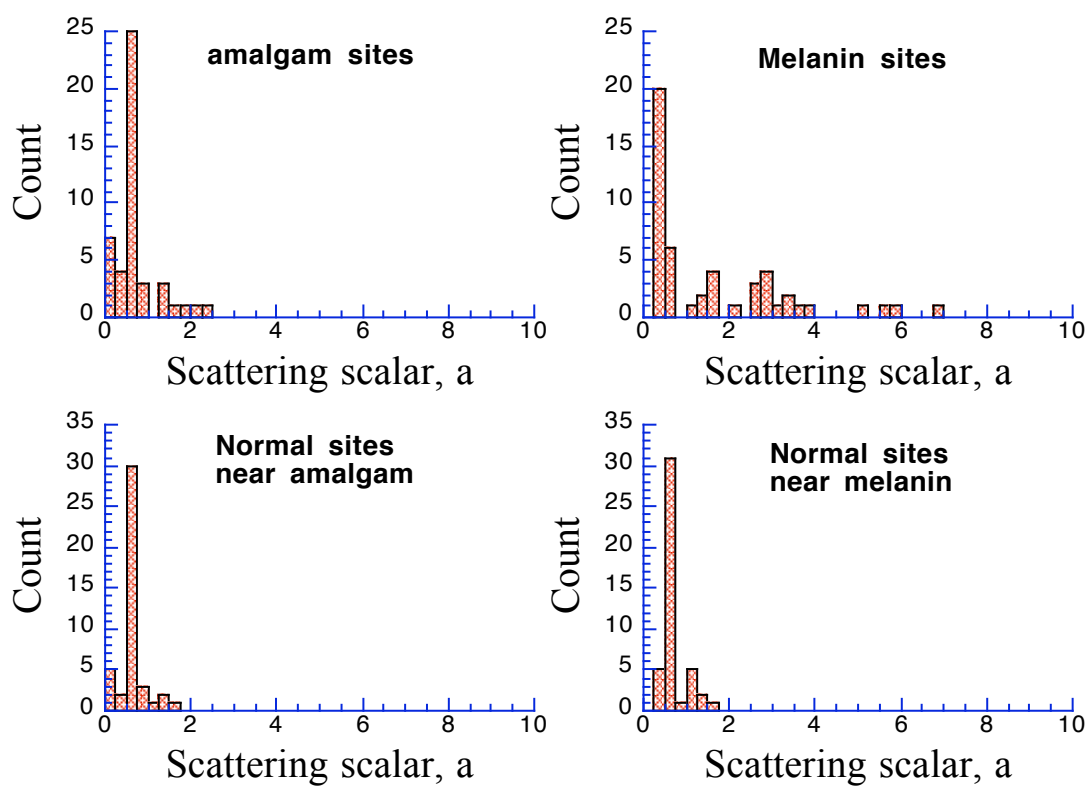 amalgam sites
25
20
15
10
5
0
Count
0 2 4 6 8 10
Scattering scalar, a
Melanin sites
25
20
15
10
5
0
Count
0 2 4 6 8 10
Scattering scalar, a
Normal sites
near amalgam
35
30
25
20
15
10
5
0
Count
0 2 4 6 8 10
Scattering scalar, a
Normal sites
near melanin
35
30
25
20
15
10
5
0
Count
0 2 4 6 8 10
Scattering scalar, a